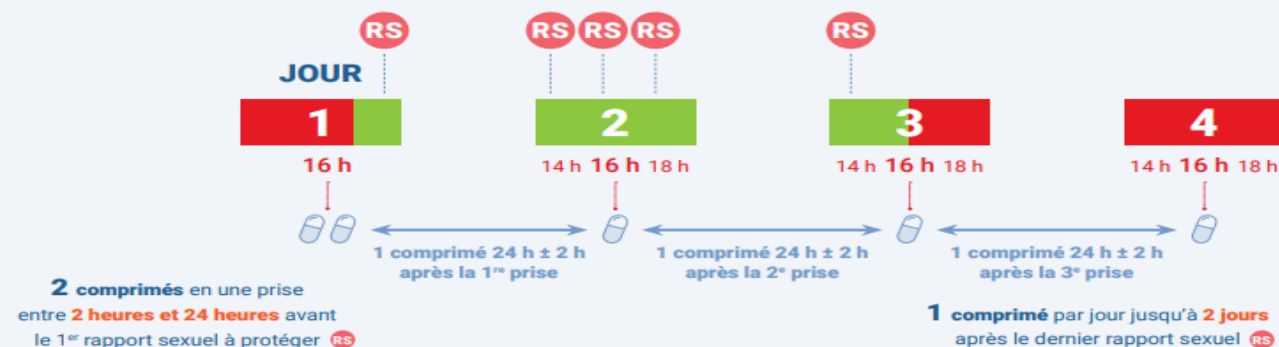 RS RS RS RS RS
JOUR
1 2 3 4
16 h 14 h 16 h 18 h 14 h 16 h 18 h 14 h 16 h 18 h
1 comprimé 24 h ± 2 h 1 comprimé 24 h ± 2 h 1 comprimé 24 h ± 2 h
après la 1re prise après la 2e prise après la 3e prise
2 comprimés en une prise
entre 2 heures et 24 heures avant
le 1er rapport sexuel à protéger RS
1 comprimé par jour jusqu'à 2 jours
après le dernier rapport sexuel RS